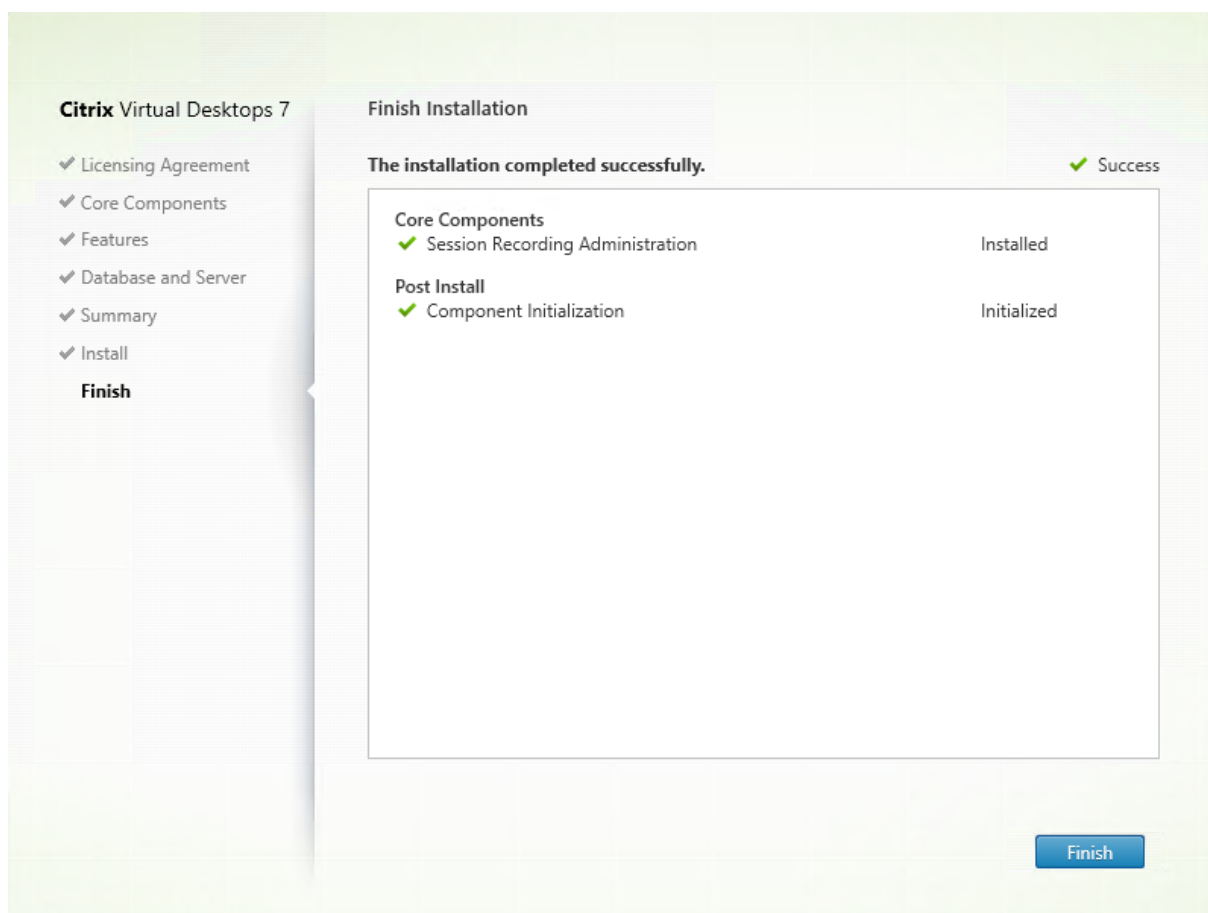 Citrix Virtual Desktops 7
Licensing Agreement
Core Components
Features
Database and Server
Summary
Install
Finish
Finish Installation
The installation completed successfully.
Success
Core Components
Session Recording Administration Installed
Post Install
Component Initialization Initialized
Finish